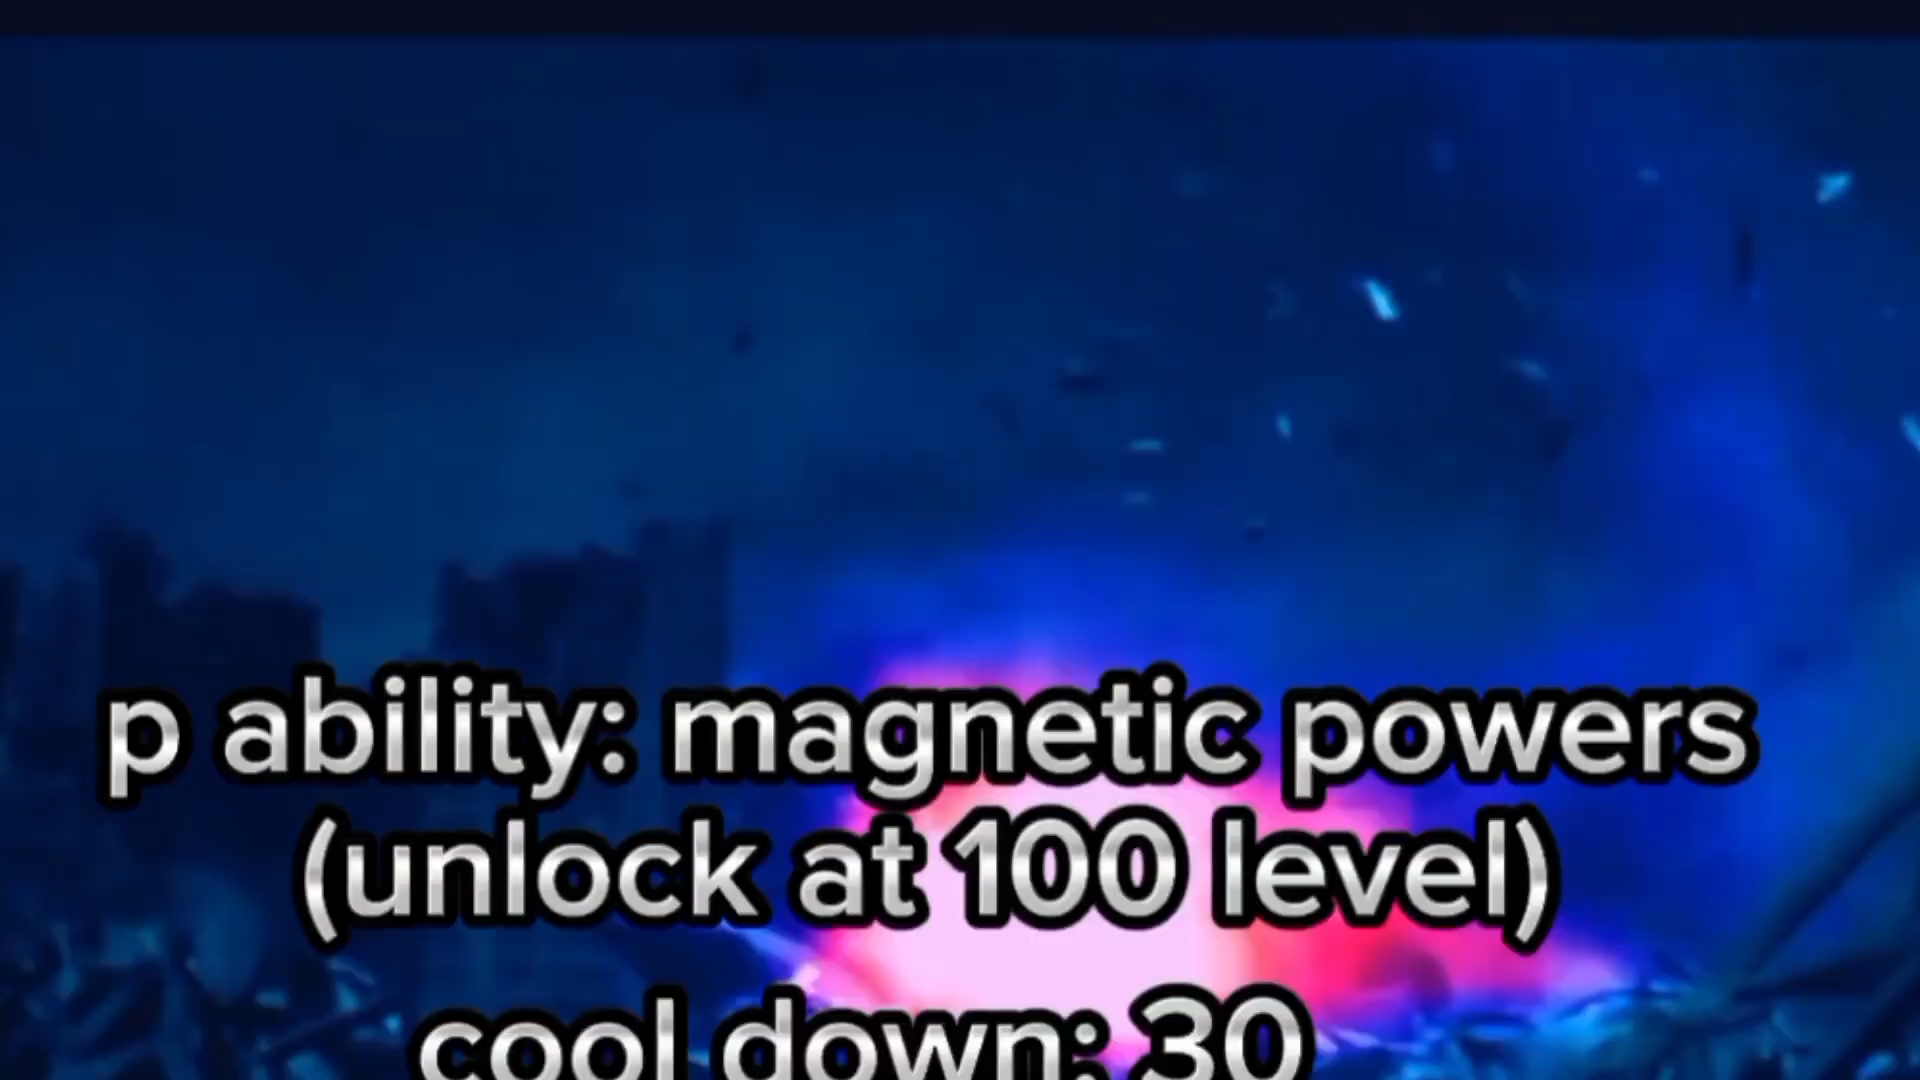 p ability: magnetic powers
(unlock at 100 level)
cool down: 30